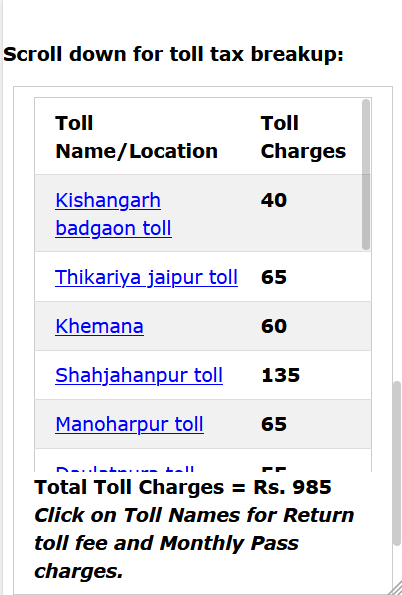 Scroll down for toll tax breakup:
Toll Toll
Name/Location Charges
Kishangarh 40
badgaon toll
Thikariya jaipur toll 65
Khemana 60
Shahjahanpur toll 135
Manoharpur toll 65
Total Toll Charges = Rs. 985
Click on Toll Names for Return
toll fee and Monthly Pass
charges.